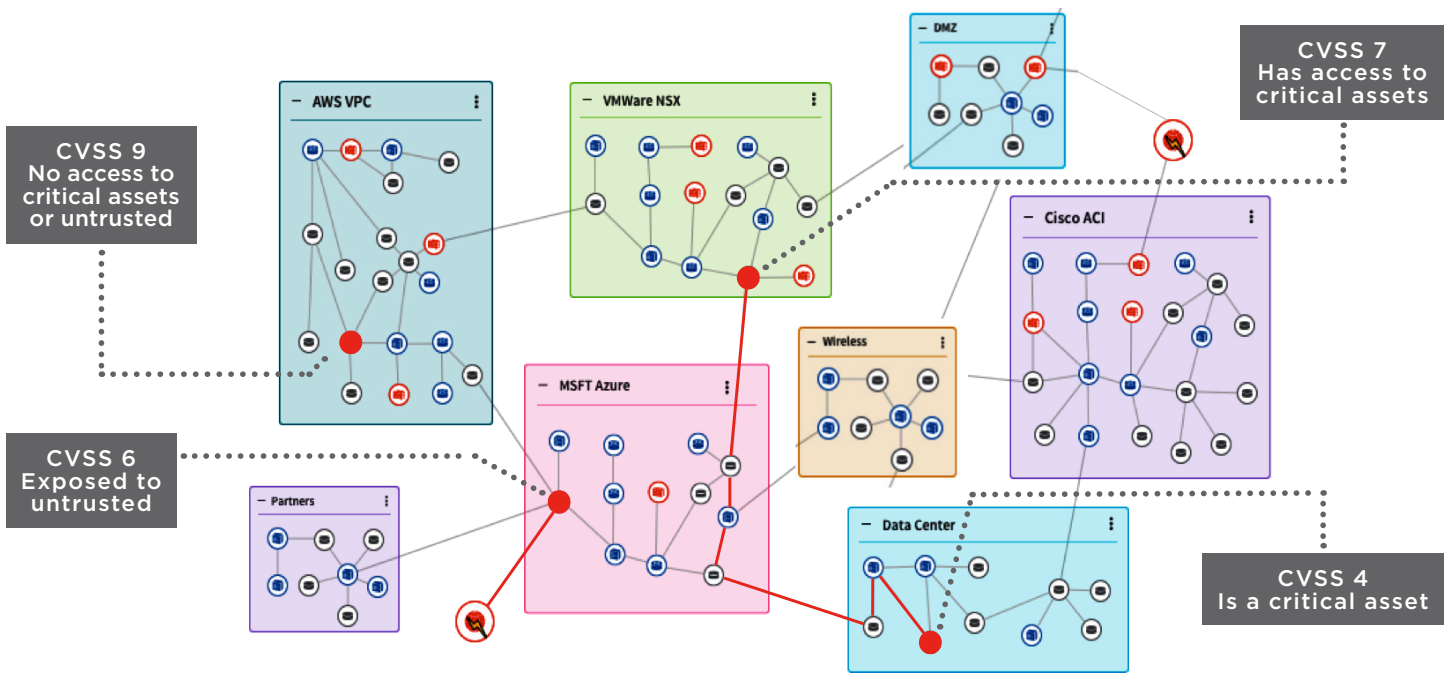 DMZ
CVSS 7
Has access to
critical assets
AWS VPC
VMWare NSX
CVSS 9
No access to
critical assets
or untrusted
Cisco ACI
Wireless
MSFT Azure
CVSS 6
Exposed to
untrusted
Partners
Data Center
CVSS 4
Is a critical asset